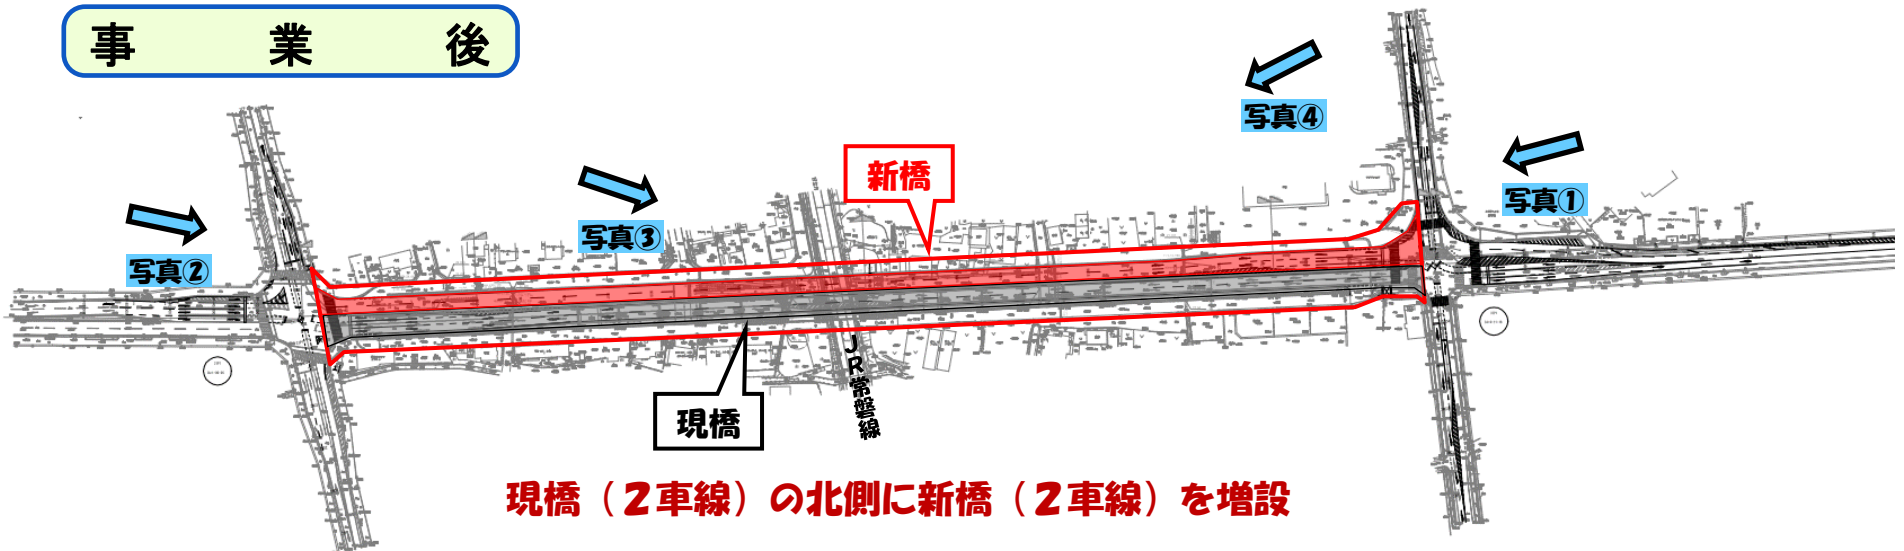 事業後
写真④
写真①
新橋
写真③
写真②
JR常磐線
現橋
現橋(2車線)の北側に新橋(2車線)を増設